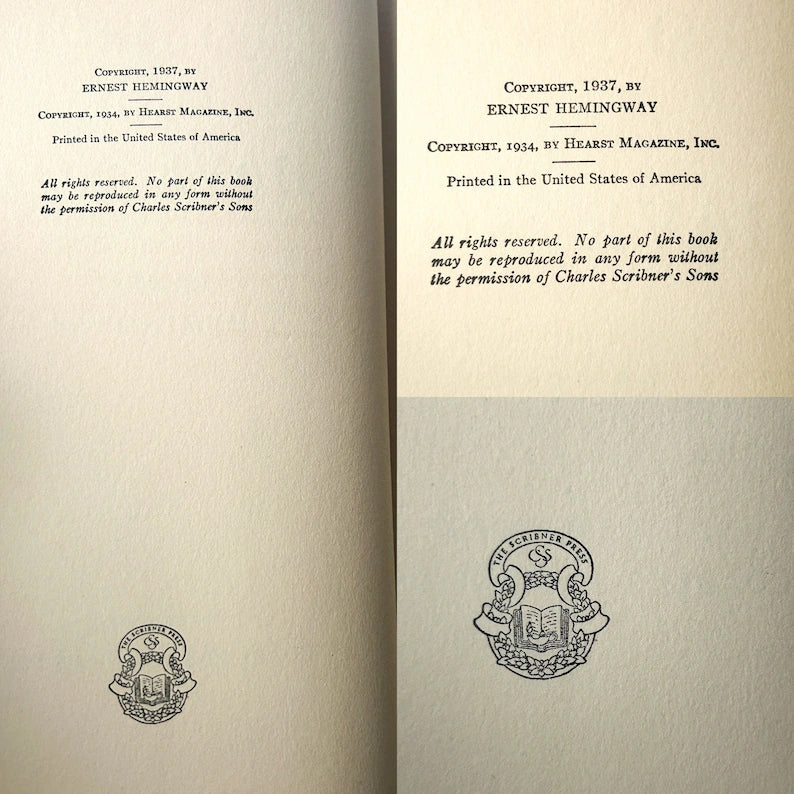 COPYRIGHT, 1937, BY
ERNEST HEMINGWAY
COPYRIGHT, 1934, BY HEARST MAGAZINE, INC.
Printed in the United States of America
All rights reserved. No part of this book
may be reproduced in any form without
the permission of Charles Scribner's Sons
THE SCRIBNER PRESS
CSS
COPYRIGHT, 1937, BY
ERNEST HEMINGWAY
COPYRIGHT, 1934, BY HEARST MAGAZINE, INC.
Printed in the United States of America
All rights reserved. No part of this book
may be reproduced in any form without
the permission of Charles Scribner's Sons
THE SCRIBNER PRESS
CSS